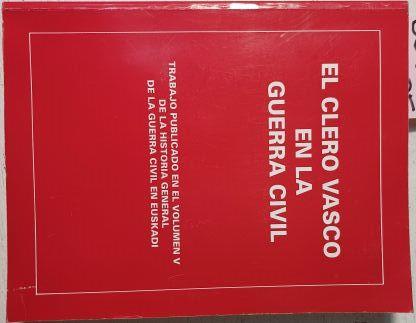 EL CLERO VASCO
EN LA
GUERRA CIVIL
TRABAJO PUBLICADO EN EL VOLUMEN V
DE LA HISTORIA GENERAL
DE LA GUERRA CIVIL EN EUSKADI